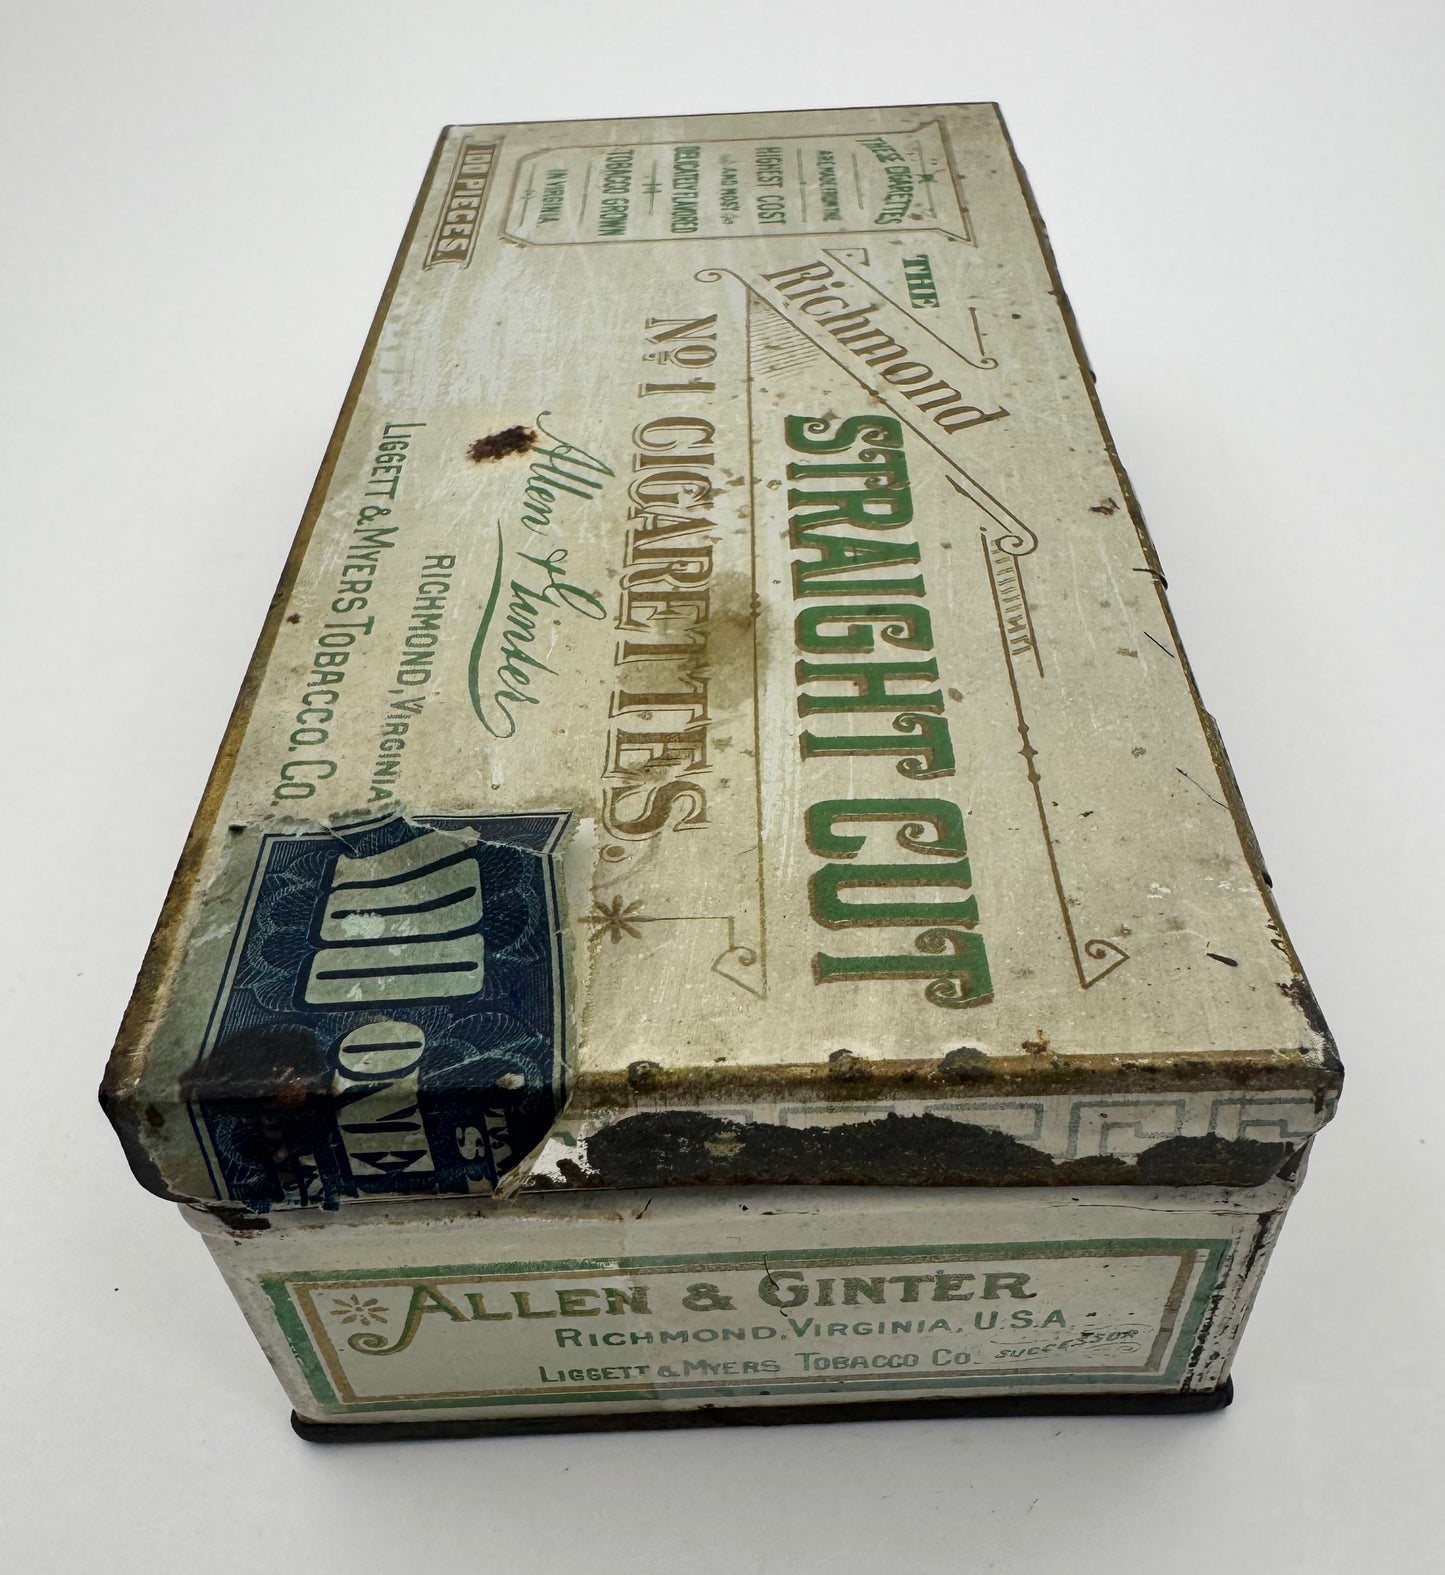 THESE CIGARETTES
ARE MADE FROM THE
HIGHEST COST
AND MOST
DELICATELY FLAVORED
TOBACCO GROWN
IN VIRGINIA.
100 PIECES.
THE
Richmond
STRAIGHT CUT
No 1 CIGARETTES.
Allen & Ginter
RICHMOND, VIRGINIA
LIGGETT & MYERS TOBACCO. CO.
ONE
ALLEN & GINTER
RICHMOND, VIRGINIA, U.S.A.
LIGGETT & MYERS TOBACCO CO. SUCCESSOR